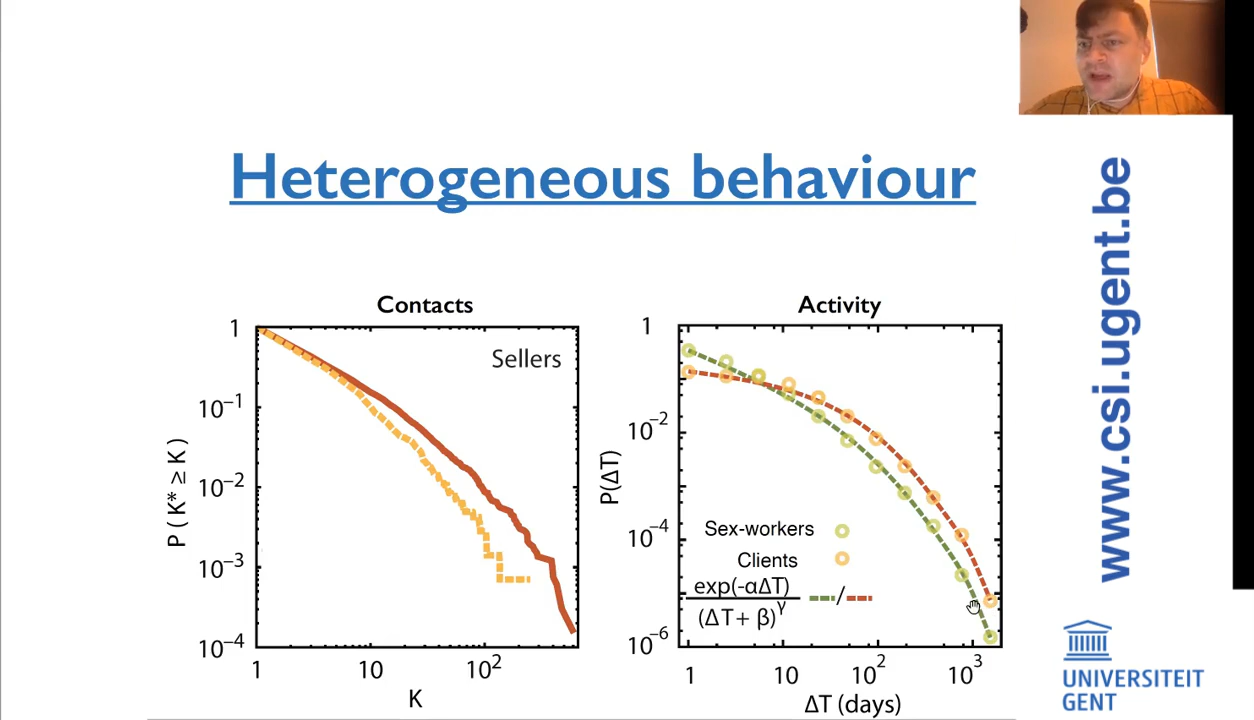 Heterogeneous behaviour
Contacts
Sellers
P ( K* ≥ K )
1
10⁻¹
10⁻²
10⁻³
10⁻⁴
1
10
10²
K
Activity
P(ΔT)
1
10⁻²
10⁻⁴
10⁻⁶
Sex-workers
Clients
exp(-αΔT)
(ΔT+ β)^γ
/
1
10
10²
10³
ΔT (days)
www.csi.ugent.be
UNIVERSITEIT
GENT